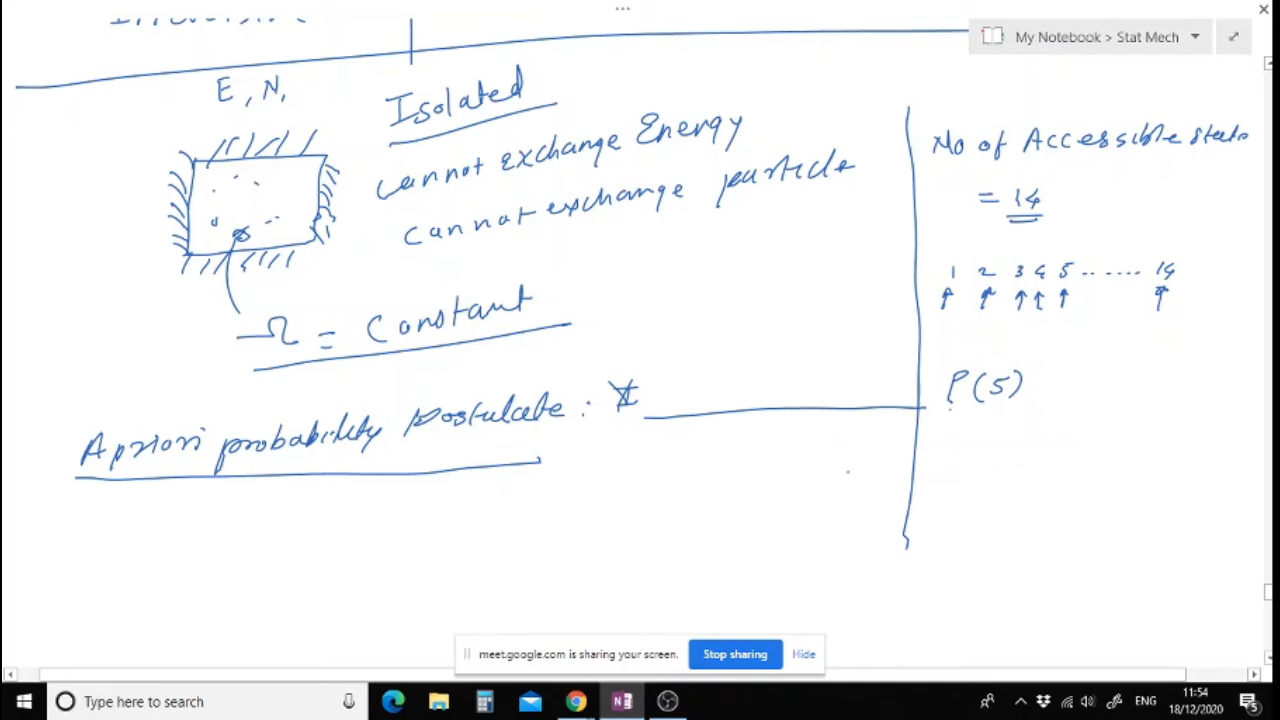 ...
My Notebook > Stat Mech
E, N,
Isolated
cannot exchange Energy
cannot exchange particle
Ω = Constant
Apriori probability postulate :
No of Accessible state
= 14
1 2 3 4 5 ....... 14
↑ ↑ ↑ ↑ ↑ ↑
P(5)
meet.google.com is sharing your screen.
Stop sharing
Hide
Type here to search
ENG
11:54
18/12/2020
5